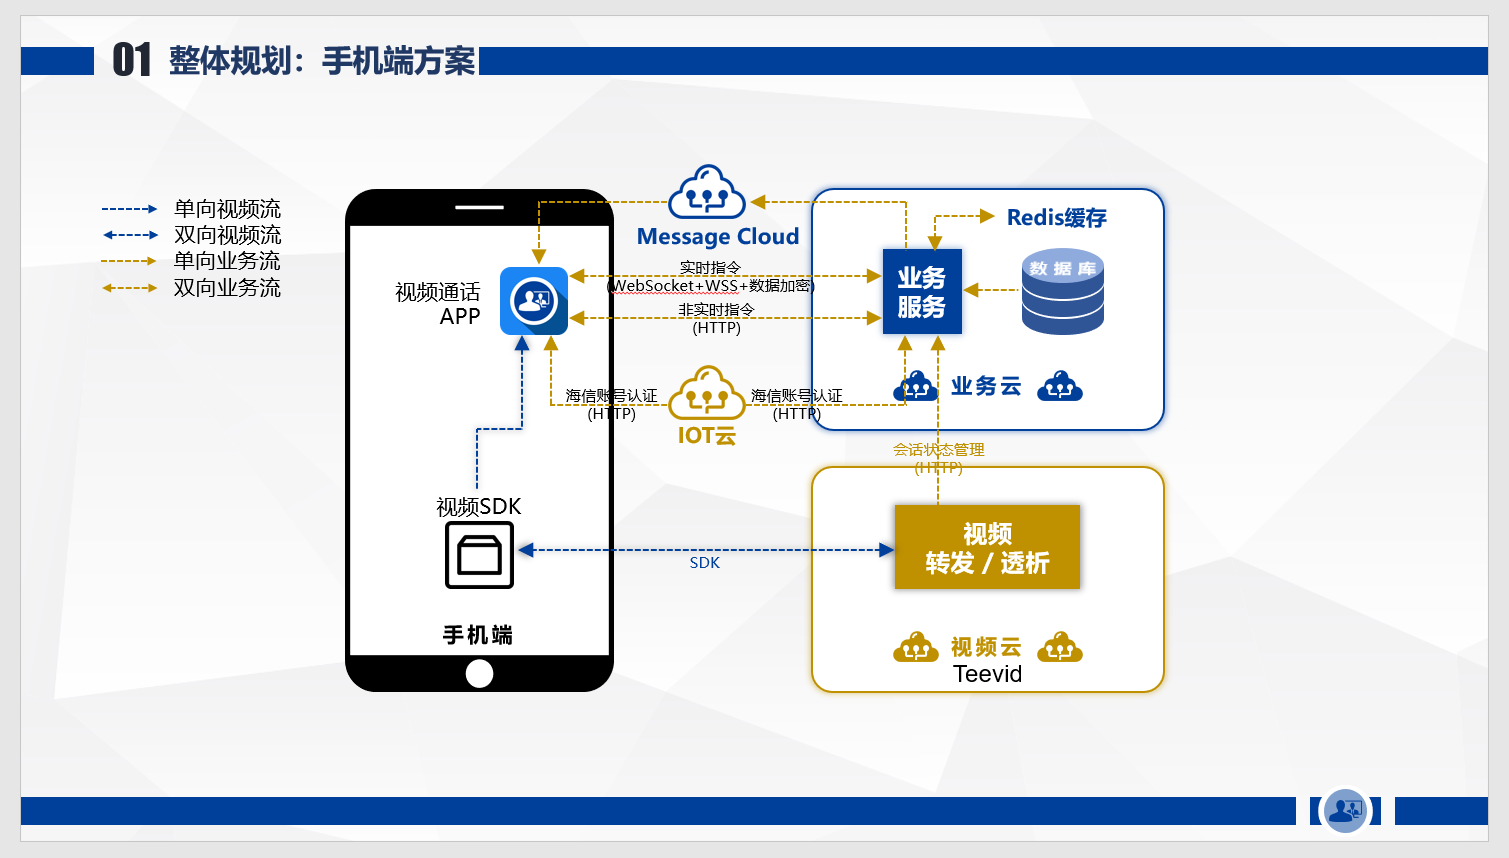 01 整体规划：手机端方案
单向视频流
双向视频流
单向业务流
双向业务流
Message Cloud
Redis缓存
数据库
业务
服务
实时指令
(WebSocket+WSS+数据加密)
非实时指令
(HTTP)
视频通话
APP
海信账号认证
(HTTP)
海信账号认证
(HTTP)
IOT云
业务云
会话状态管理
(HTTP)
视频SDK
SDK
视频
转发 / 透析
手机端
视频云
Teevid